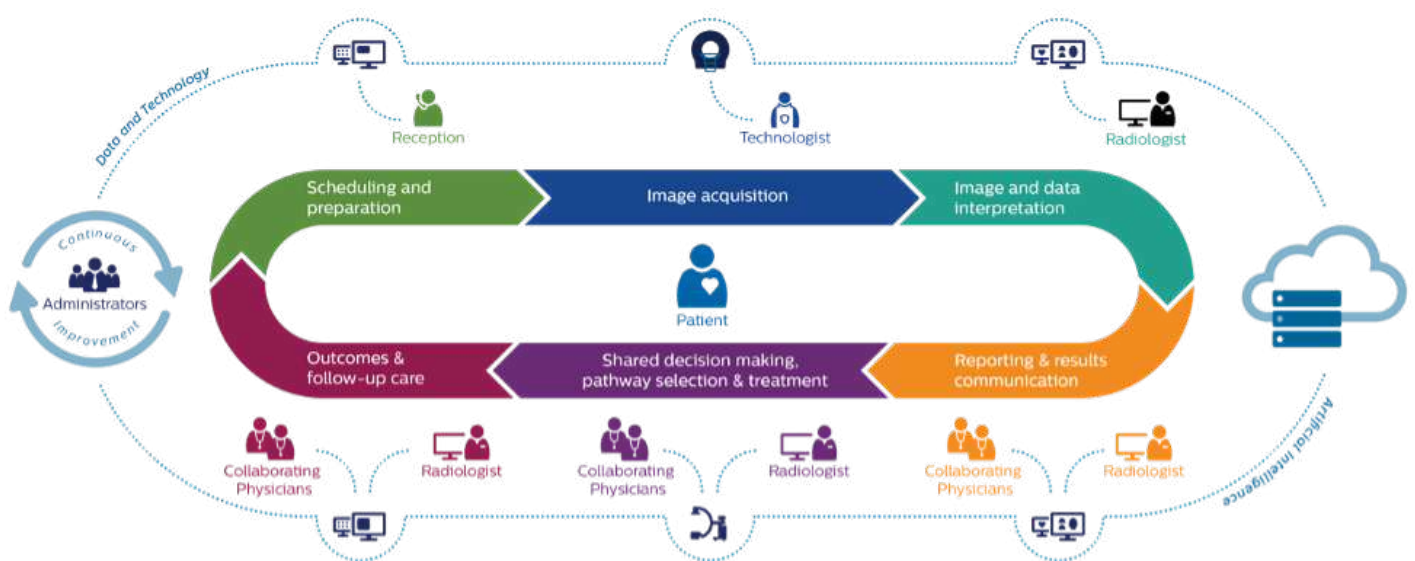 Data and Technology
Reception
Technologist
Radiologist
Scheduling and
preparation
Image acquisition
Image and data
interpretation
Continuous
Administrators
Improvement
Patient
Outcomes &
follow-up care
Shared decision making,
pathway selection & treatment
Reporting & results
communication
Collaborating
Physicians
Radiologist
Collaborating
Physicians
Radiologist
Collaborating
Physicians
Radiologist
Artificial Intelligence